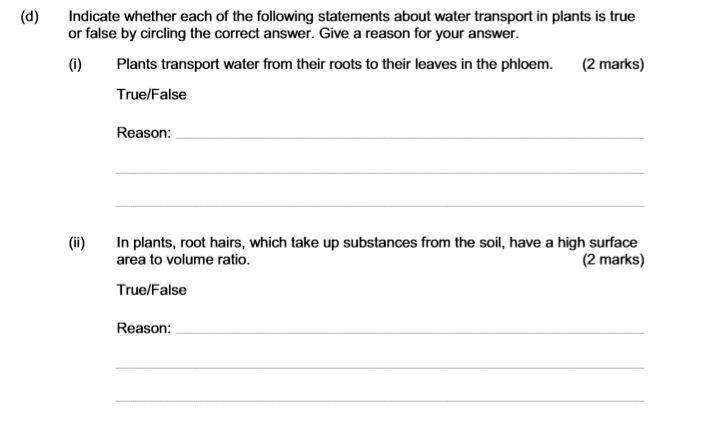 (d) Indicate whether each of the following statements about water transport in plants is true
or false by circling the correct answer. Give a reason for your answer.
(i) Plants transport water from their roots to their leaves in the phloem. (2 marks)
True/False
Reason:
(ii) In plants, root hairs, which take up substances from the soil, have a high surface
area to volume ratio. (2 marks)
True/False
Reason: